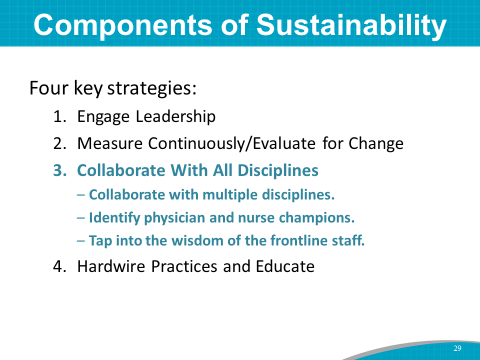 Components of Sustainability
Four key strategies:
1. Engage Leadership
2. Measure Continuously/Evaluate for Change
3. Collaborate With All Disciplines
– Collaborate with multiple disciplines.
– Identify physician and nurse champions.
– Tap into the wisdom of the frontline staff.
4. Hardwire Practices and Educate
29